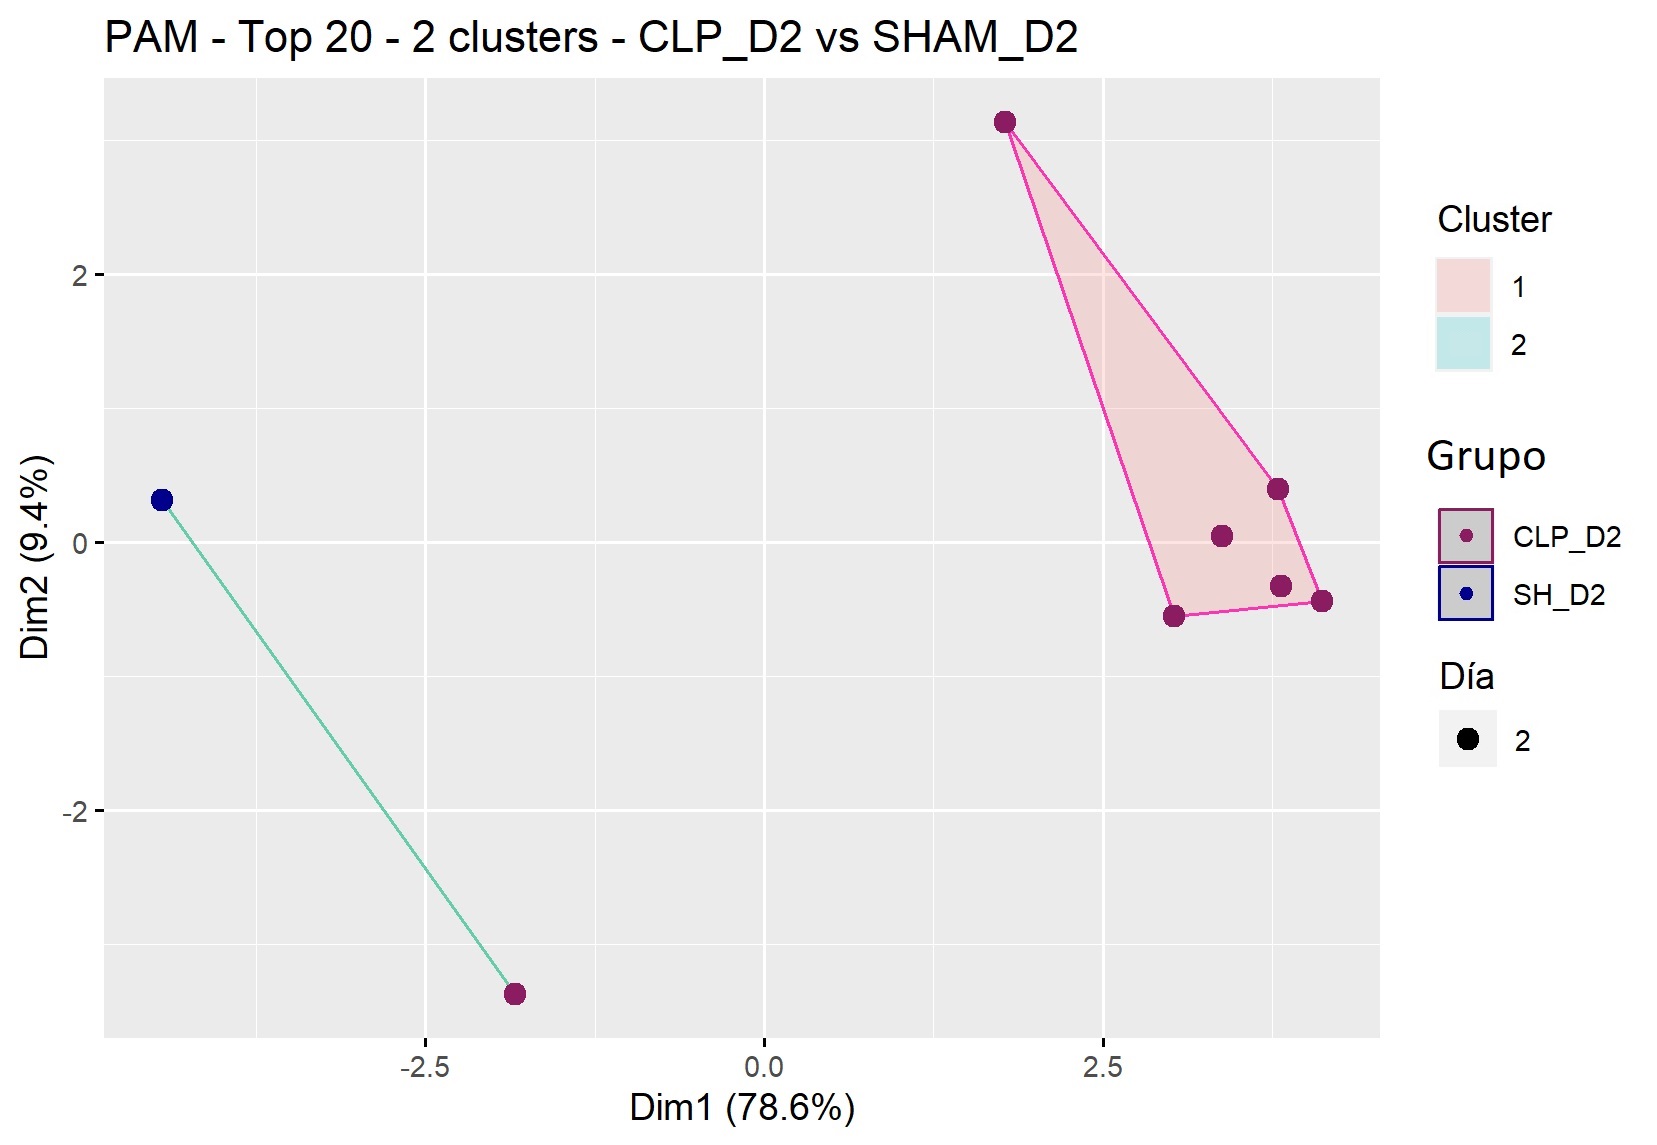 PAM - Top 20 - 2 clusters - CLP_D2 vs SHAM_D2
Dim2 (9.4%)
2
0
-2
-2.5
0.0
2.5
Dim1 (78.6%)
Cluster
1
2
Grupo
CLP_D2
SH_D2
Día
2